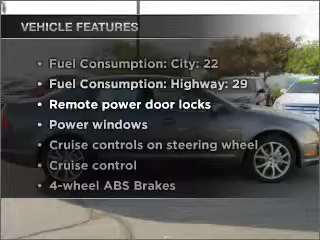 VEHICLE FEATURES
• Fuel Consumption: City: 22
• Fuel Consumption: Highway: 29
• Remote power door locks
• Power windows
• Cruise controls on steering wheel
• Cruise control
• 4-wheel ABS Brakes